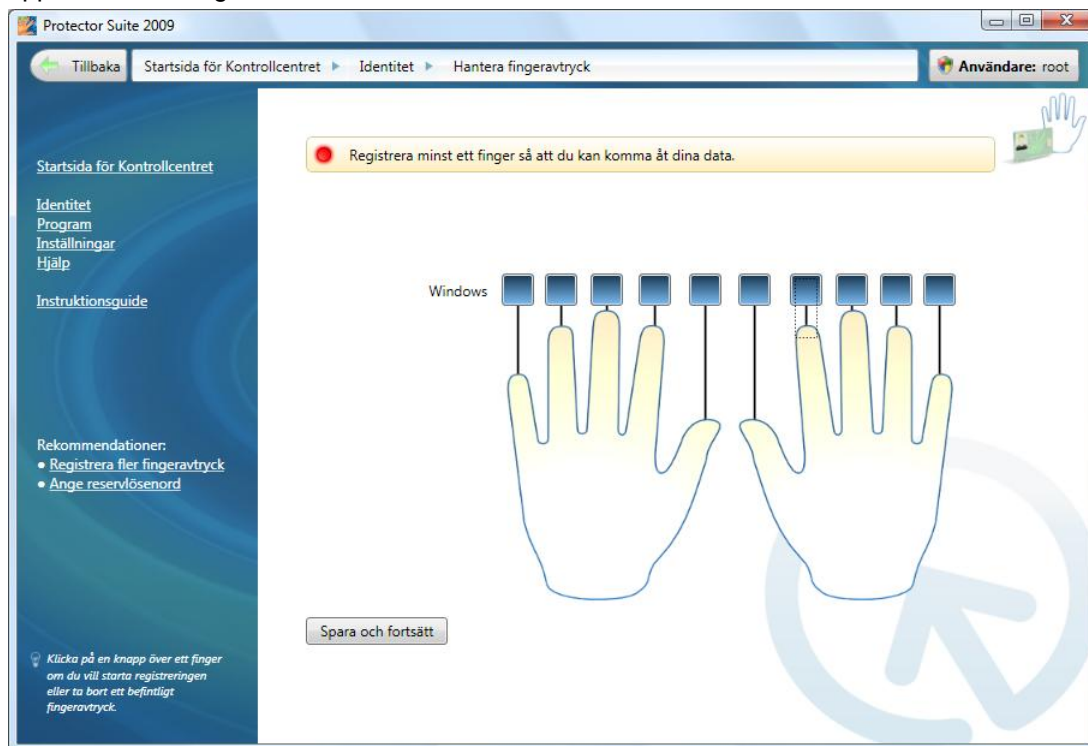 Protector Suite 2009
Tillbaka
Startsida för Kontrollcentret
Identitet
Hantera fingeravtryck
Användare: root
Startsida för Kontrollcentret
Identitet
Program
Inställningar
Hjälp
Instruktionsguide
Rekommendationer:
• Registrera fler fingeravtryck
• Ange reservlösenord
Klicka på en knapp över ett finger
om du vill starta registreringen
eller ta bort ett befintligt
fingeravtryck.
Registrera minst ett finger så att du kan komma åt dina data.
Windows
Spara och fortsätt